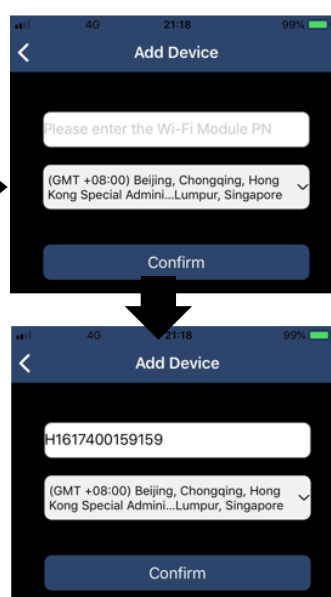 4G 21:18 99%
Add Device
Please enter the Wi-Fi Module PN
(GMT +08:00) Beijing, Chongqing, Hong
Kong Special Admini...Lumpur, Singapore
Confirm
4G 21:18 99%
Add Device
H1617400159159
(GMT +08:00) Beijing, Chongqing, Hong
Kong Special Admini...Lumpur, Singapore
Confirm